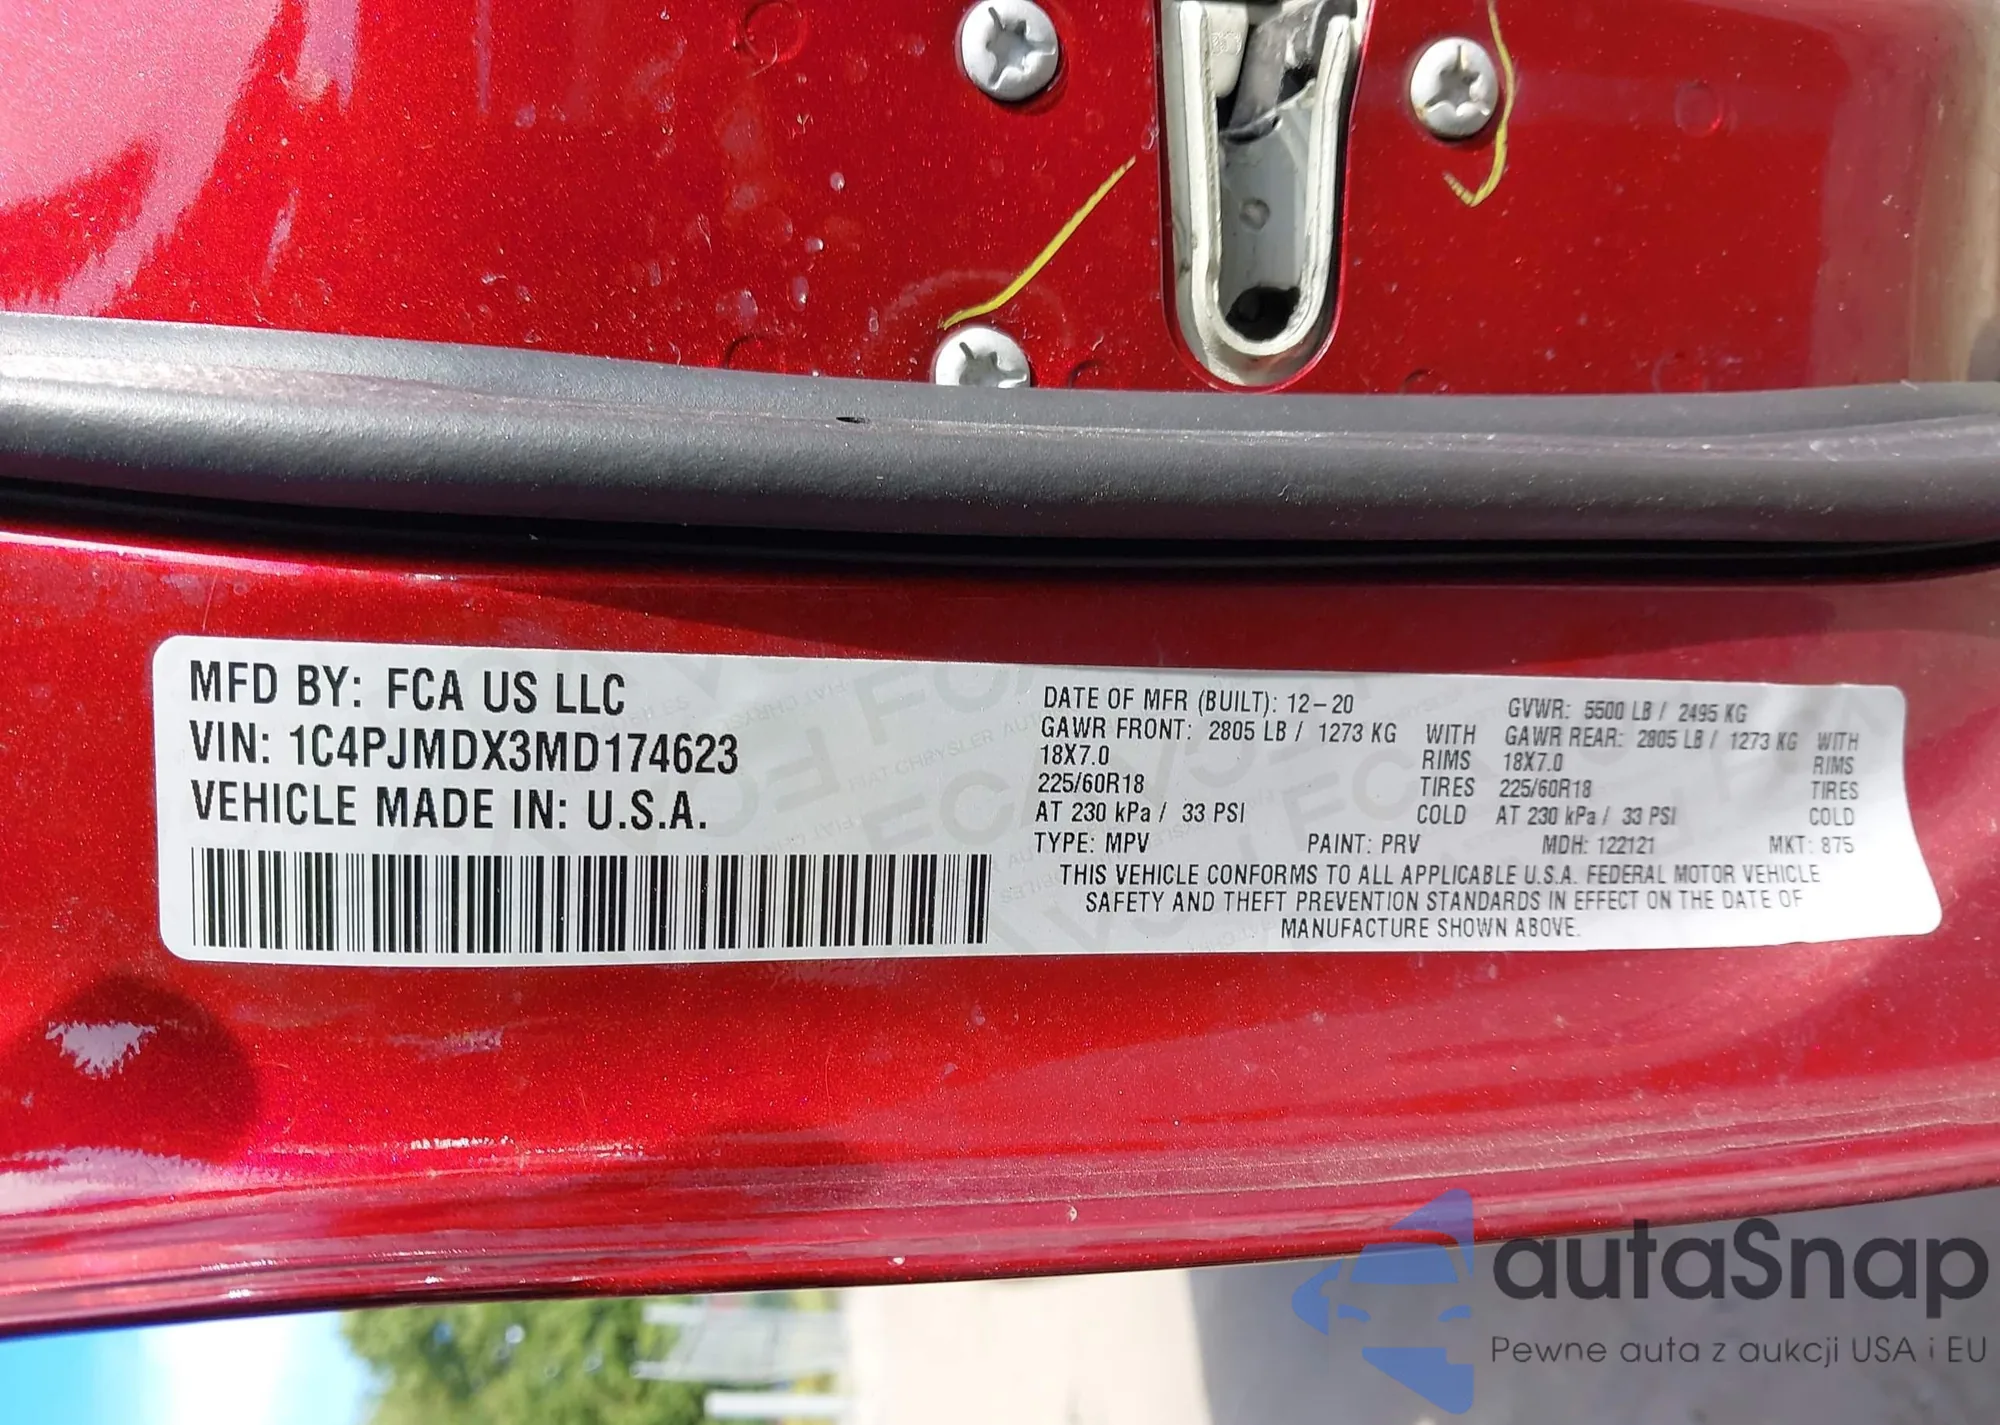 MFD BY: FCA US LLC
VIN: 1C4PJMDX3MD174623
VEHICLE MADE IN: U.S.A.
DATE OF MFR (BUILT): 12-20 GVWR: 5500 LB / 2495 KG
GAWR FRONT: 2805 LB / 1273 KG WITH GAWR REAR: 2805 LB / 1273 KG WITH
18X7.0 RIMS 18X7.0 RIMS
225/60R18 TIRES 225/60R18 TIRES
AT 230 kPa / 33 PSI COLD AT 230 kPa / 33 PSI COLD
TYPE: MPV PAINT: PRV MDH: 122121 MKT: 875
THIS VEHICLE CONFORMS TO ALL APPLICABLE U.S.A. FEDERAL MOTOR VEHICLE
SAFETY AND THEFT PREVENTION STANDARDS IN EFFECT ON THE DATE OF
MANUFACTURE SHOWN ABOVE.
autaSnap
Pewne auta z aukcji USA i EU